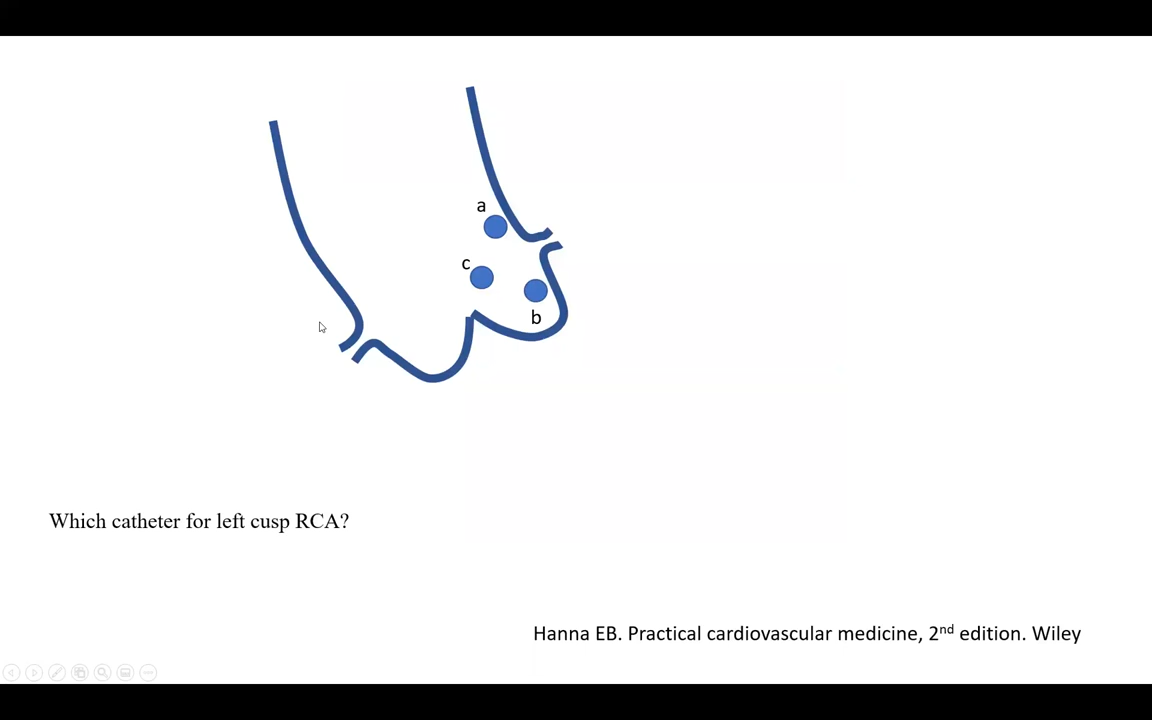 a
c
b
Which catheter for left cusp RCA?
Hanna EB. Practical cardiovascular medicine, 2nd edition. Wiley